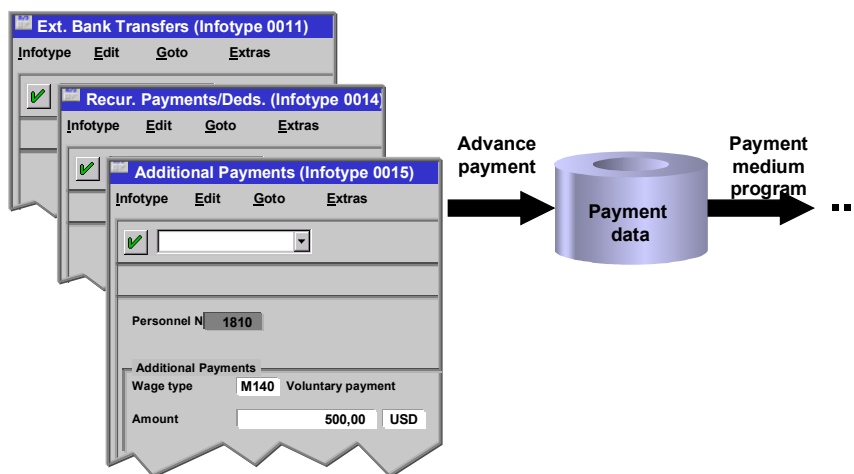 Ext. Bank Transfers (Infotype 0011)
Infotype Edit Goto Extras
Recur. Payments/Deds. (Infotype 0014)
Infotype Edit Goto Extras
Additional Payments (Infotype 0015)
Infotype Edit Goto Extras
Personnel N 1810
Additional Payments
Wage type M140 Voluntary payment
Amount 500,00 USD
Advance
payment
Payment
data
Payment
medium
program